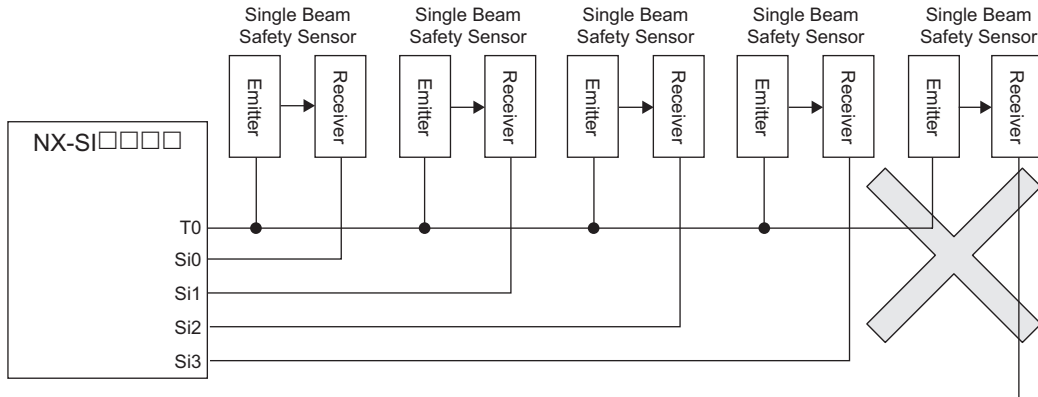 Single Beam
Safety Sensor
Single Beam
Safety Sensor
Single Beam
Safety Sensor
Single Beam
Safety Sensor
Single Beam
Safety Sensor
Emitter
Receiver
Emitter
Receiver
Emitter
Receiver
Emitter
Receiver
Emitter
Receiver
NX-SI□□□□
T0
Si0
Si1
Si2
Si3